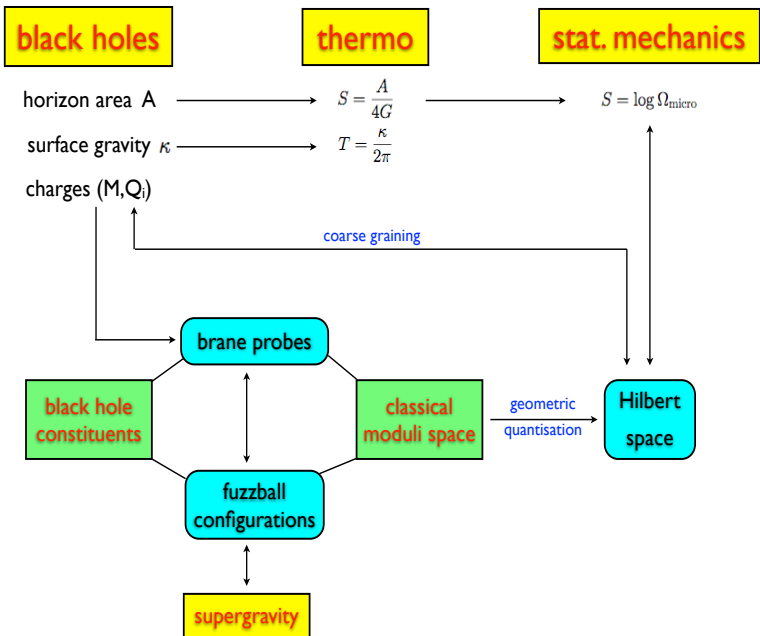 black holes
thermo
stat. mechanics
horizon area A
S = A/4G
S = log Ω_micro
surface gravity κ
T = κ/2π
charges (M,Qᵢ)
coarse graining
brane probes
black hole
constituents
classical
moduli space
geometric
quantisation
Hilbert
space
fuzzball
configurations
supergravity